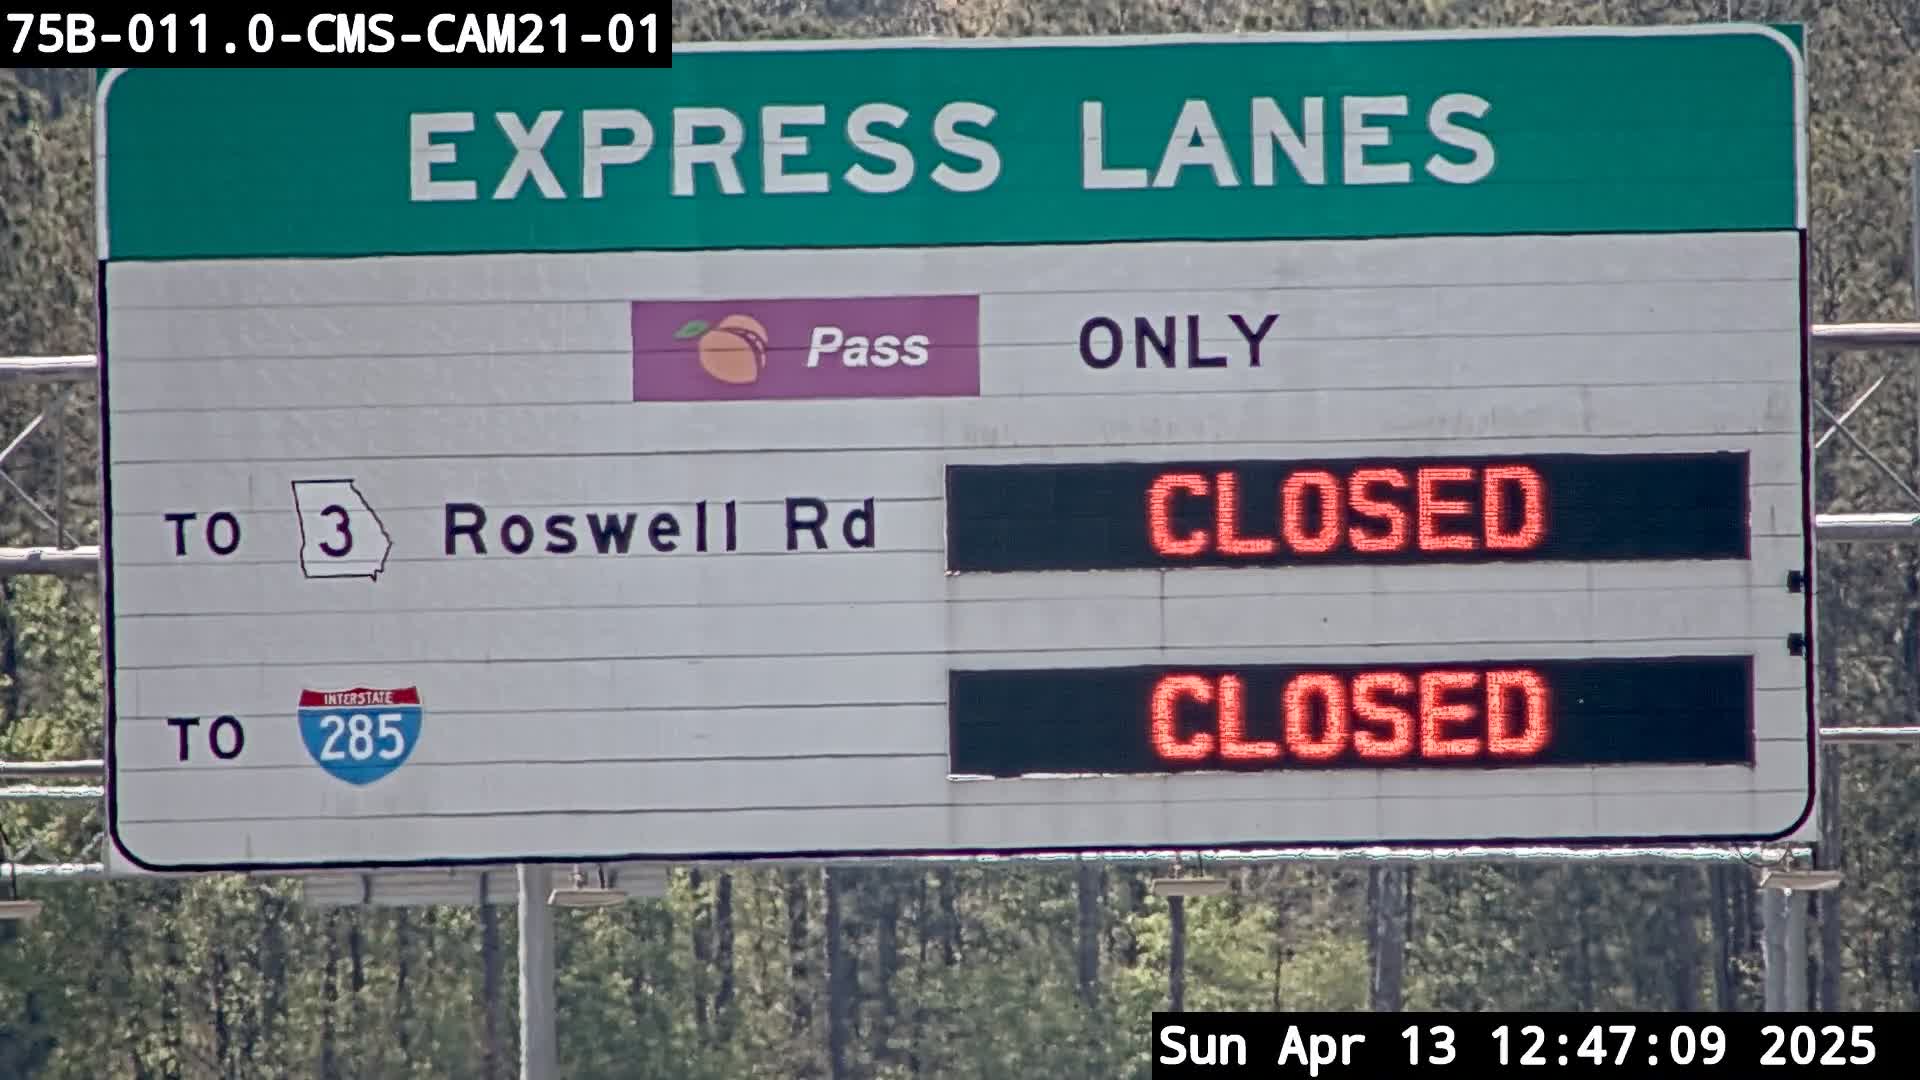 75B-011.0-CMS-CAM21-01
EXPRESS LANES
Pass ONLY
TO 3 Roswell Rd CLOSED
INTERSTATE
TO 285 CLOSED
Sun Apr 13 12:47:09 2025